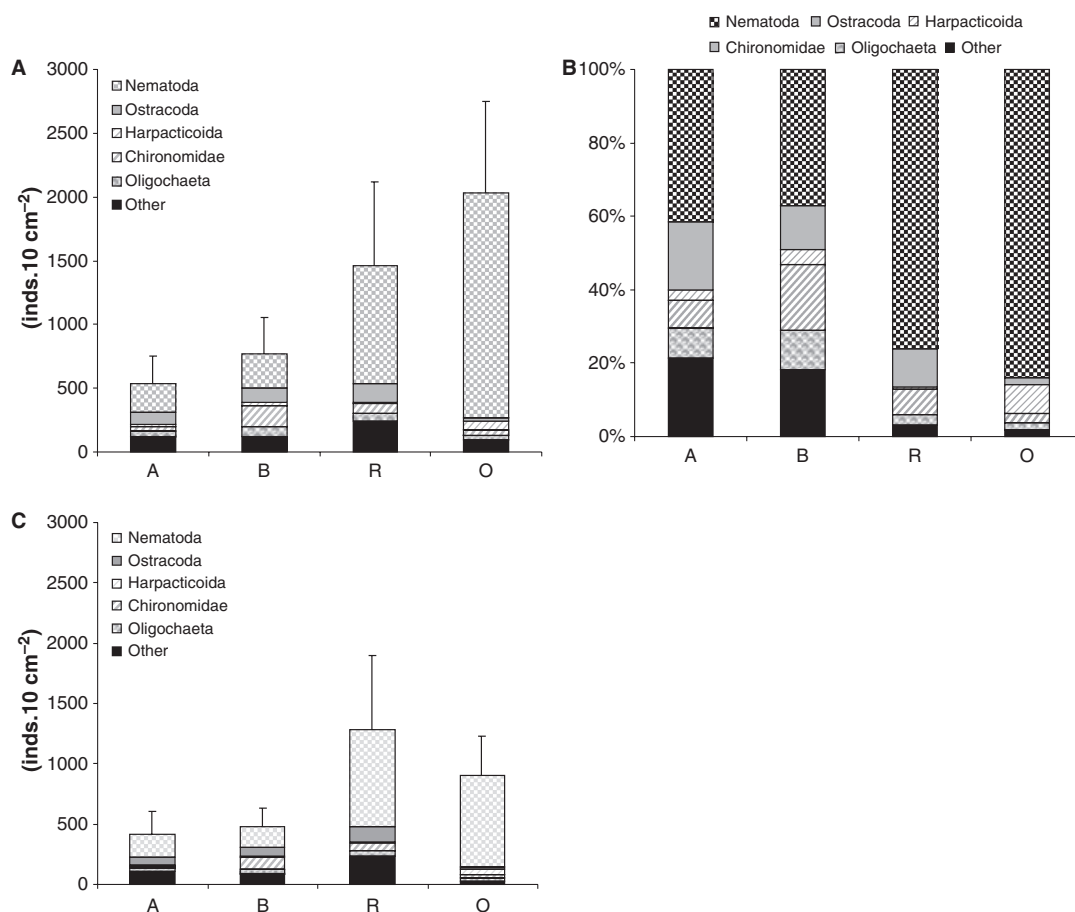 A
3000
2500
2000
1500
1000
500
0
(inds.10 cm⁻²)
Nematoda
Ostracoda
Harpacticoida
Chironomidae
Oligochaeta
Other
A B R O
Nematoda Ostracoda Harpacticoida
Chironomidae Oligochaeta Other
B
100%
80%
60%
40%
20%
0%
A B R O
C
3000
2500
2000
1500
1000
500
0
(inds.10 cm⁻²)
Nematoda
Ostracoda
Harpacticoida
Chironomidae
Oligochaeta
Other
A B R O